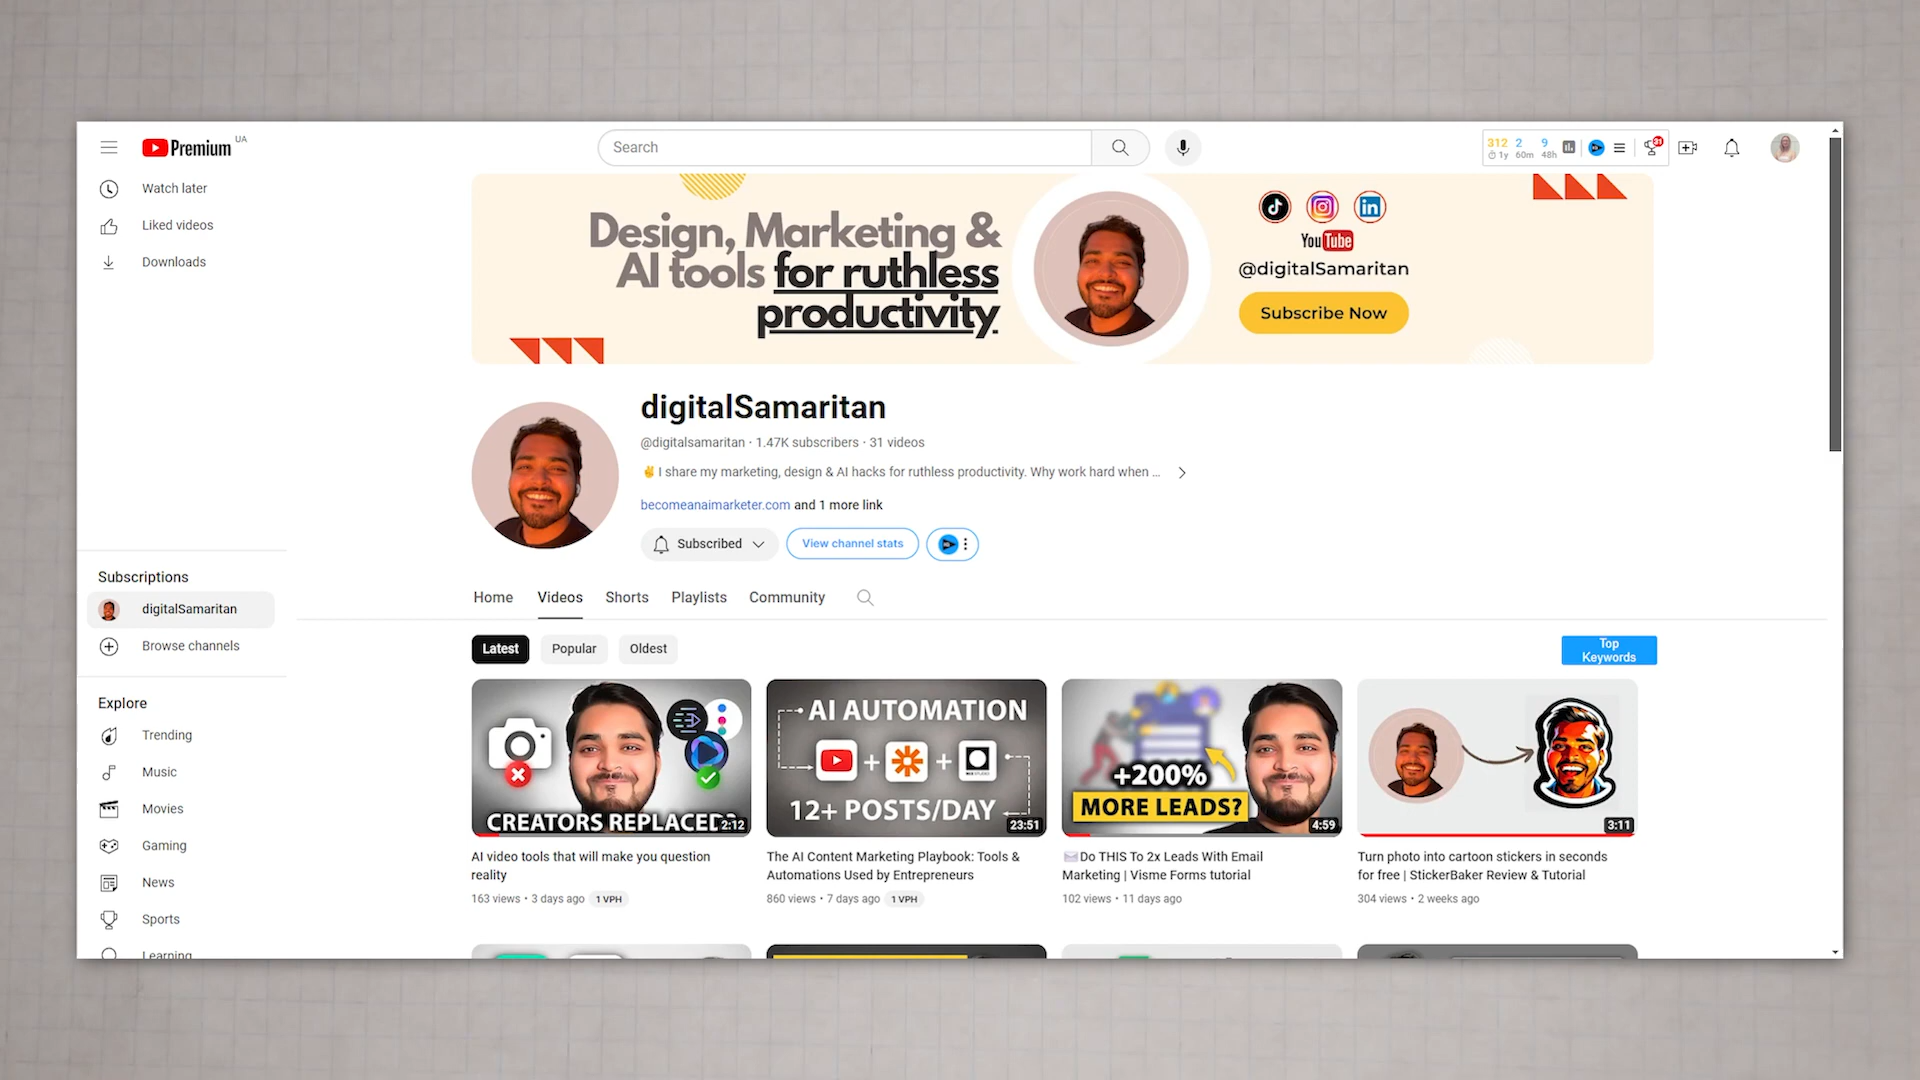 Premium UA
Search
312 2 9
1y 60m 48h
31
Watch later
Liked videos
Downloads
Design, Marketing &
AI tools for ruthless
productivity.
YouTube
@digitalSamaritan
Subscribe Now
digitalSamaritan
@digitalsamaritan · 1.47K subscribers · 31 videos
✌️I share my marketing, design & AI hacks for ruthless productivity. Why work hard when ...
becomeanaimarketer.com and 1 more link
Subscribed
View channel stats
Subscriptions
digitalSamaritan
Browse channels
Home Videos Shorts Playlists Community
Latest Popular Oldest
Top
Keywords
Explore
Trending
Music
Movies
Gaming
News
Sports
Learning
CREATORS REPLACED?
2:12
AI video tools that will make you question
reality
163 views • 3 days ago 1 VPH
AI AUTOMATION
+ +
12+ POSTS/DAY
23:51
The AI Content Marketing Playbook: Tools &
Automations Used by Entrepreneurs
860 views • 7 days ago 1 VPH
+200%
MORE LEADS?
4:59
✉️Do THIS To 2x Leads With Email
Marketing | Visme Forms tutorial
102 views • 11 days ago
3:11
Turn photo into cartoon stickers in seconds
for free | StickerBaker Review & Tutorial
304 views • 2 weeks ago